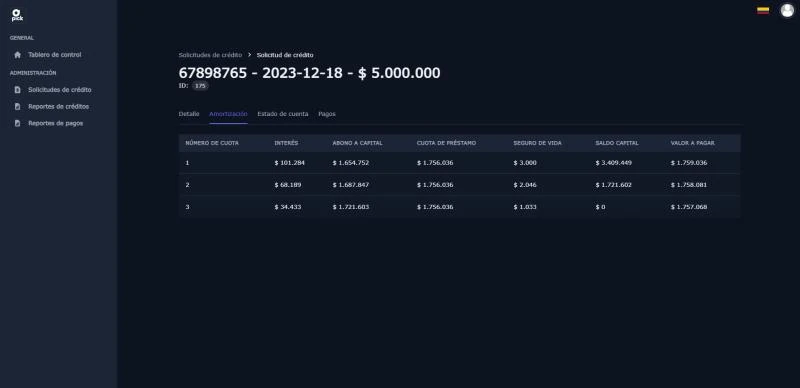 pick
GENERAL
Tablero de control
ADMINISTRACIÓN
Solicitudes de crédito
Reportes de créditos
Reportes de pagos
Solicitudes de crédito > Solicitud de crédito
67898765 - 2023-12-18 - $ 5.000.000
ID: 175
Detalle Amortización Estado de cuenta Pagos
NÚMERO DE CUOTA INTERÉS ABONO A CAPITAL CUOTA DE PRÉSTAMO SEGURO DE VIDA SALDO CAPITAL VALOR A PAGAR
1 $ 101.284 $ 1.654.752 $ 1.756.036 $ 3.000 $ 3.409.449 $ 1.759.036
2 $ 68.189 $ 1.687.847 $ 1.756.036 $ 2.046 $ 1.721.602 $ 1.758.081
3 $ 34.433 $ 1.721.603 $ 1.756.036 $ 1.033 $ 0 $ 1.757.068